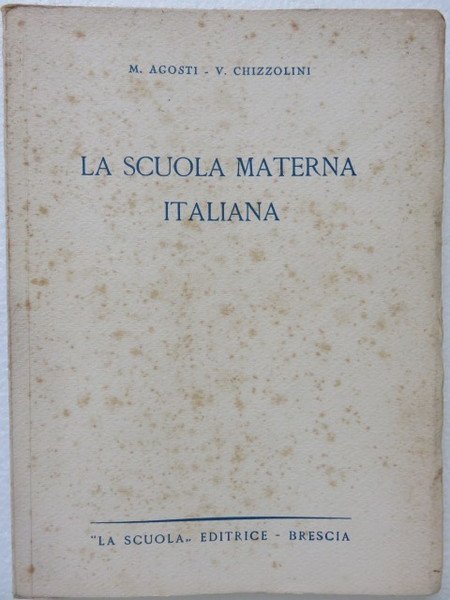 M. AGOSTI - V. CHIZZOLINI
LA SCUOLA MATERNA
ITALIANA
"LA SCUOLA„ EDITRICE - BRESCIA